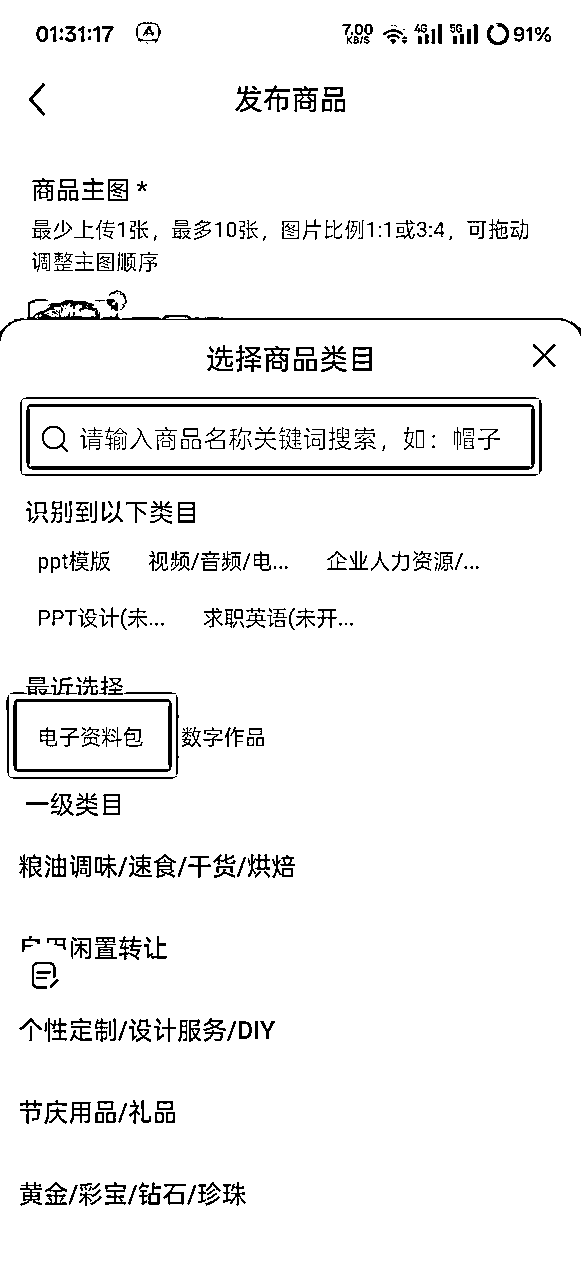 01:31:17 7.00 KB/S 4G 5G 91%
发布商品
商品主图 *
最少上传1张，最多10张，图片比例1:1或3:4，可拖动
调整主图顺序
选择商品类目
请输入商品名称关键词搜索，如：帽子
识别到以下类目
ppt模版 视频/音频/电... 企业人力资源/...
PPT设计(未... 求职英语(未开...
最近选择
电子资料包 数字作品
一级类目
粮油调味/速食/干货/烘焙
闲置转让
个性定制/设计服务/DIY
节庆用品/礼品
黄金/彩宝/钻石/珍珠